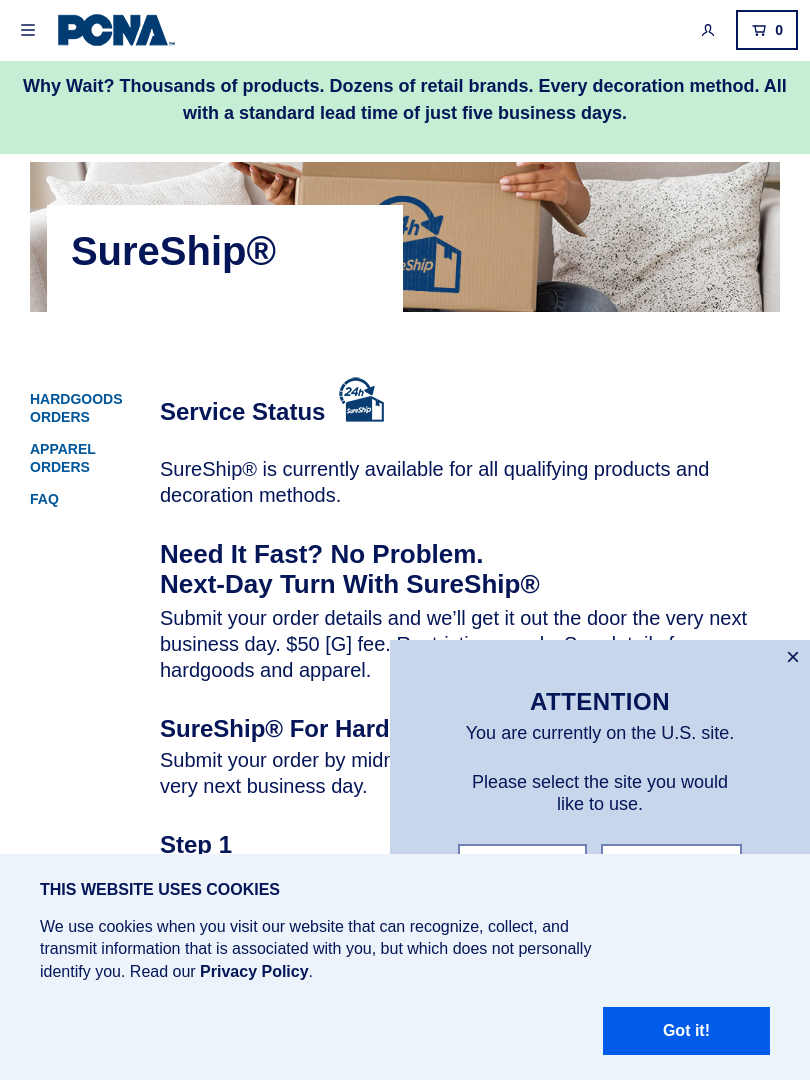 PCNA
0
Why Wait? Thousands of products. Dozens of retail brands. Every decoration method. All
with a standard lead time of just five business days.
SureShip®
HARDGOODS
ORDERS
APPAREL
ORDERS
FAQ
Service Status
24h
SureShip
SureShip® is currently available for all qualifying products and
decoration methods.
Need It Fast? No Problem.
Next-Day Turn With SureShip®
Submit your order details and we’ll get it out the door the very next
business day. $50 [G] fee.
hardgoods and apparel.
SureShip® For Hard
Submit your order by
very next business day.
Step 1
ATTENTION
You are currently on the U.S. site.
Please select the site you would
like to use.
THIS WEBSITE USES COOKIES
We use cookies when you visit our website that can recognize, collect, and
transmit information that is associated with you, but which does not personally
identify you. Read our Privacy Policy.
Got it!